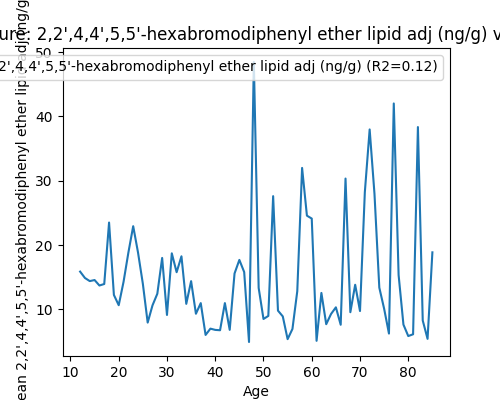 ure: 2,2',4,4',5,5'-hexabromodiphenyl ether lipid adj (ng/g) v
2',4,4',5,5'-hexabromodiphenyl ether lipid adj (ng/g) (R2=0.12)
ean 2,2',4,4',5,5'-hexabromodiphenyl ether lipid adj (ng/g
50
40
30
20
10
10 20 30 40 50 60 70 80
Age